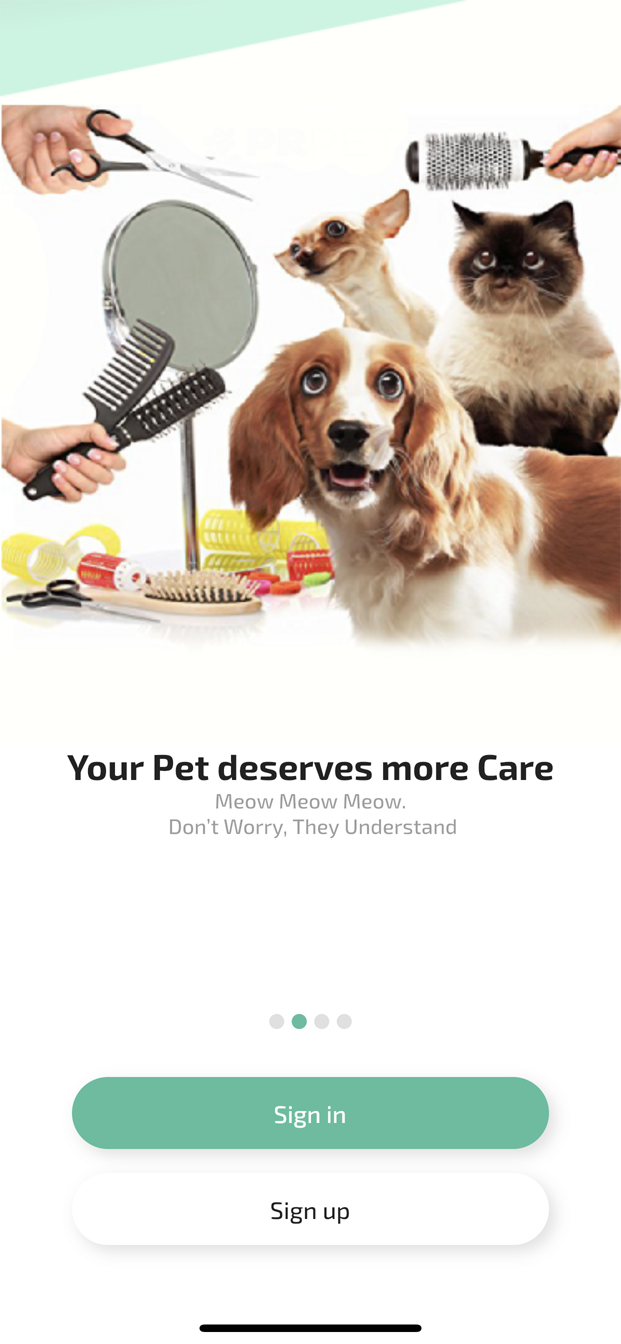 Your Pet deserves more Care
Meow Meow Meow.
Don’t Worry, They Understand
Sign in
Sign up